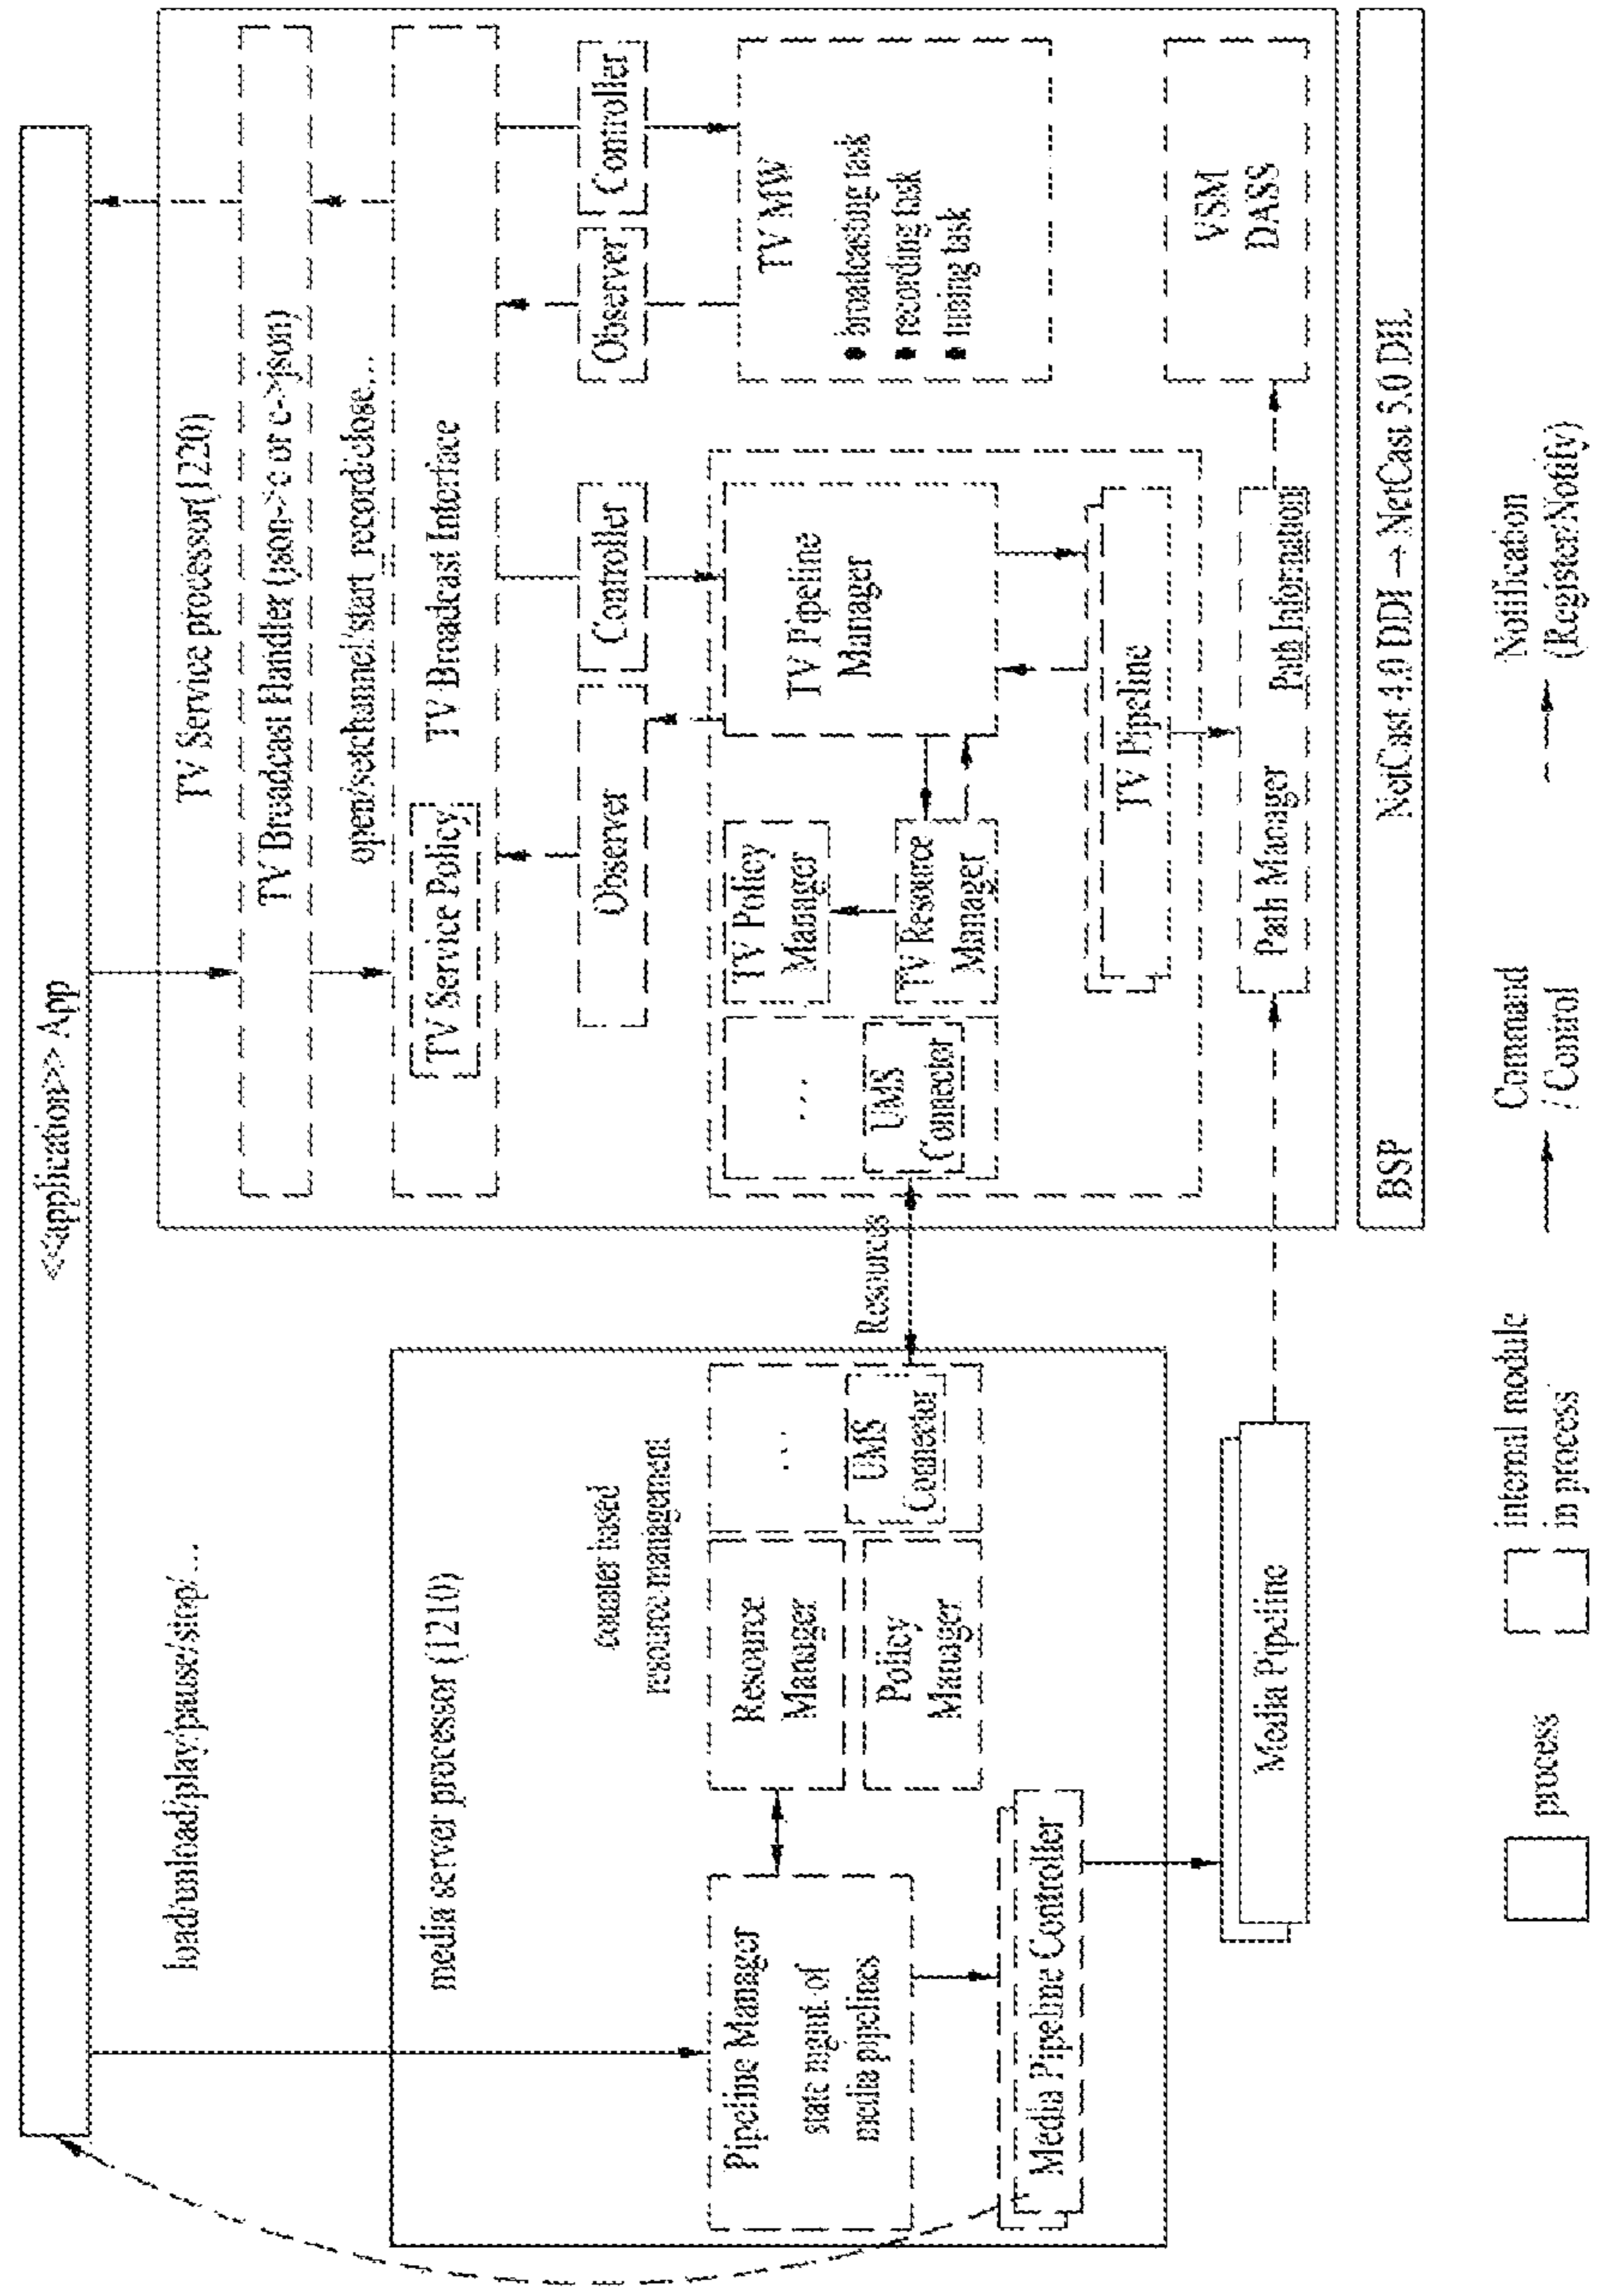 <<application>> App
load/unload/play/pause/stop/...
media server processor (1210)
counter based
resource management
Pipeline Manager
state mgmt of
media pipelines
Resource
Manager
Policy
Manager
...
UMS
Connector
Media Pipeline Controller
Media Pipeline
Resources
TV Service processor(1220)
TV Broadcast Handler (json->c or c->json)
open/setchannel/start_record/close...
TV Service Policy
TV Broadcast Interface
Observer
Controller
Observer
Controller
...
UMS
Connector
TV Policy
Manager
TV Resource
Manager
TV Pipeline
Manager
TV Pipeline
TV MW
● broadcasting task
● recording task
● tuning task
Path Manager
Path Information
VSM
DASS
BSP
NetCast 4.0 DDI → NetCast 5.0 DIL
process
internal module
in process
Command
/ Control
Notification
(Register/Notify)